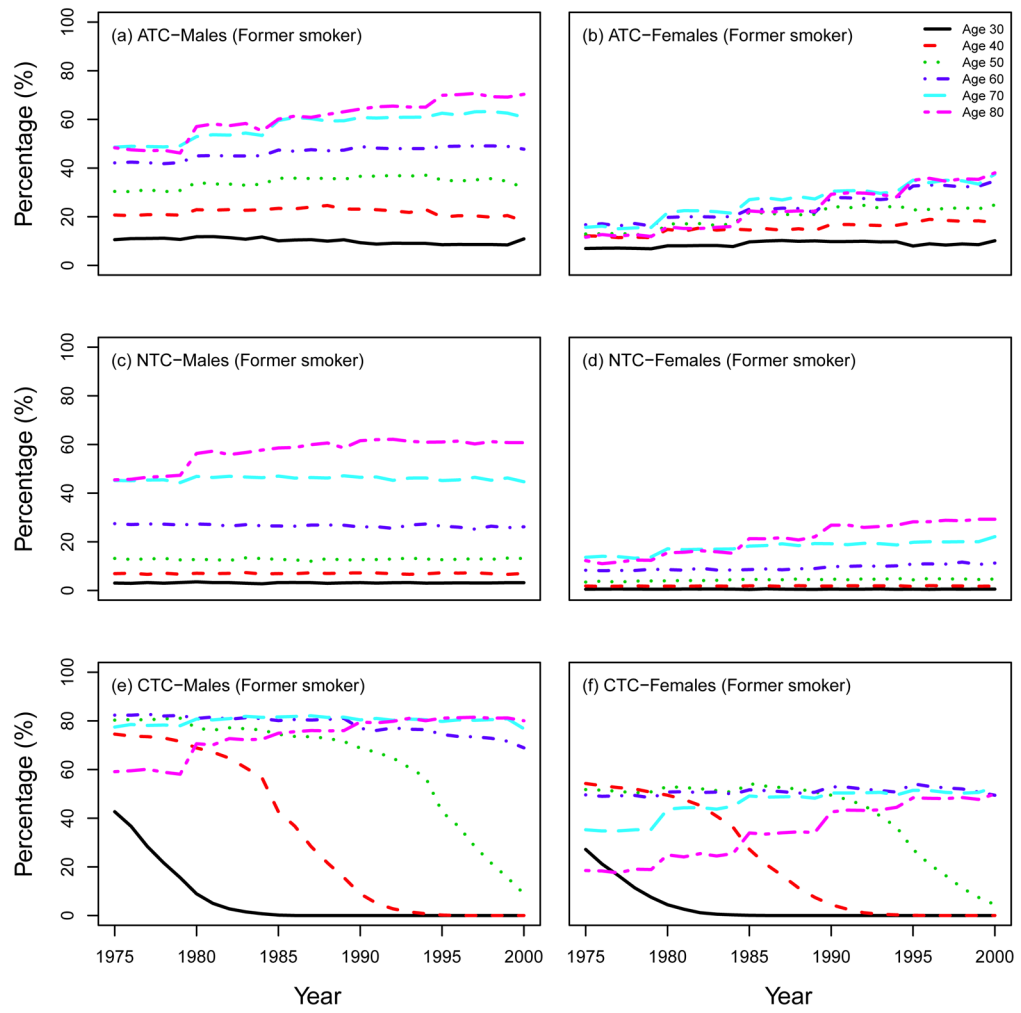 (a) ATC−Males (Former smoker)
(b) ATC−Females (Former smoker)
Age 30
Age 40
Age 50
Age 60
Age 70
Age 80
Percentage (%)
0 20 40 60 80 100
(c) NTC−Males (Former smoker)
(d) NTC−Females (Former smoker)
Percentage (%)
0 20 40 60 80 100
(e) CTC−Males (Former smoker)
(f) CTC−Females (Former smoker)
Percentage (%)
0 20 40 60 80 100
1975 1980 1985 1990 1995 2000
1975 1980 1985 1990 1995 2000
Year
Year